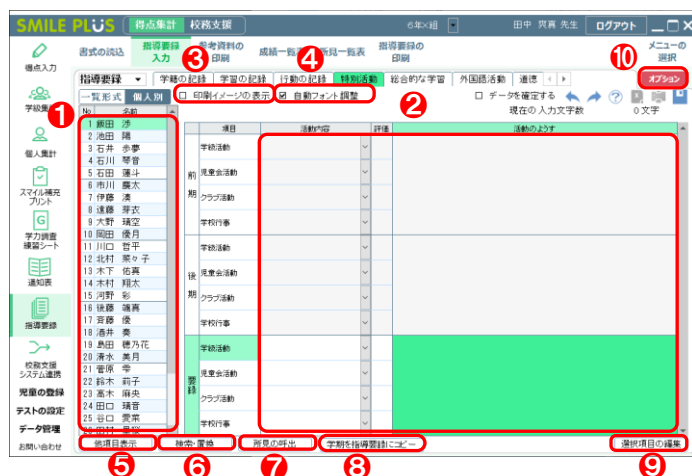 SMILE PLUS 得点集計 校務支援 6年×組 田中 爽真 先生 ログアウト
得点入力
書式の読込 指導要録入力 参考資料の印刷 成績一覧表 所見一覧表 指導要録の印刷 メニューの選択
❸ ❹ ❿
指導要録 学籍の記録 学習の記録 行動の記録 特別活動 総合的な学習 外国語活動 道徳 オプション
学級集計
一覧形式 個人別 印刷イメージの表示 自動フォント調整 ❷ データを確定する
❶ 現在の入力文字数 0文字
No 名前
項目 活動内容 評価 活動のようす
1 飯田 渉
2 池田 陽
3 石井 歩夢
4 石川 琴音
5 石田 蓮斗
6 市川 慶太
7 伊藤 湊
8 遠藤 芽衣
9 大野 晴空
10 岡田 優月
11 川口 哲平
12 北村 菜々子
13 木下 佑真
14 木村 翔太
15 河野 彩
16 後藤 颯真
17 斉藤 優
18 酒井 奏
19 島田 穂乃花
20 清水 美月
21 菅原 雫
22 鈴木 莉子
23 高木 麻央
24 田口 璃音
25 谷口 愛菜
前期
学級活動
児童会活動
クラブ活動
学校行事
後期
学級活動
児童会活動
クラブ活動
学校行事
要録
学級活動
児童会活動
クラブ活動
学校行事
個人集計
スマイル補充プリント
学力調査練習シート
通知表
指導要録
校務支援システム連携
児童の登録
テストの設定
データ管理
お問い合わせ
他項目表示 検索・置換 所見の呼出 学期を指導要録にコピー 選択項目の編集
❺ ❻ ❼ ❽ ❾